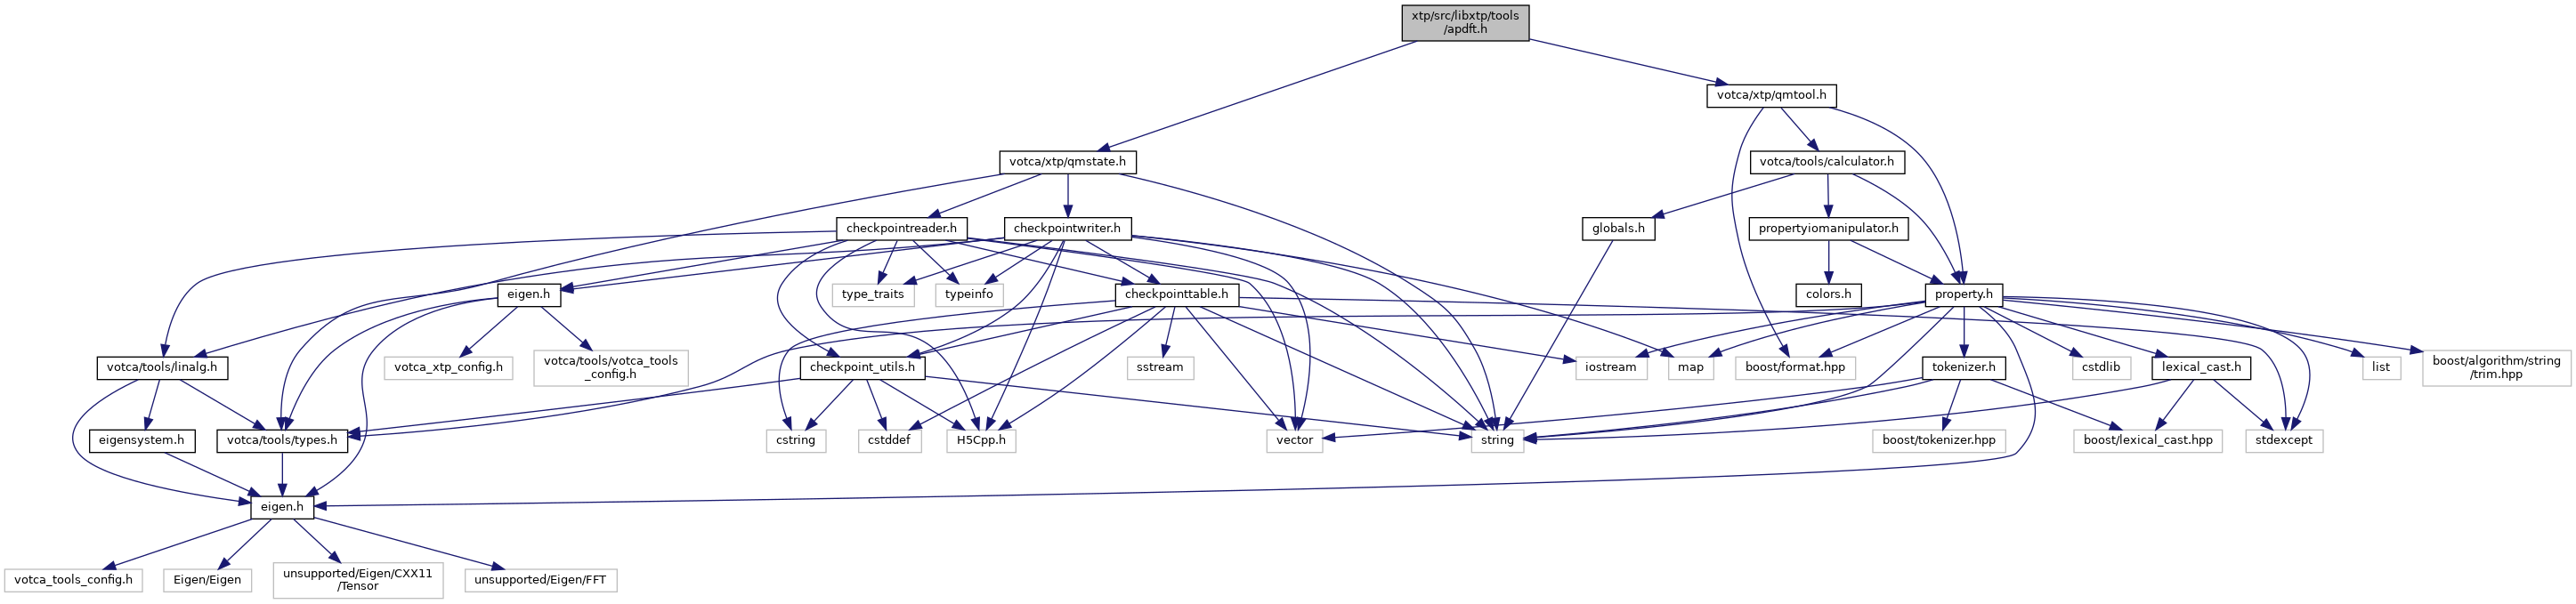 xtp/src/libxtp/tools
/apdft.h
votca/xtp/qmtool.h
votca/xtp/qmstate.h
votca/tools/calculator.h
checkpointreader.h
checkpointwriter.h
globals.h
propertyiomanipulator.h
eigen.h
type_traits
typeinfo
checkpointtable.h
colors.h
property.h
votca/tools/linalg.h
votca_xtp_config.h
votca/tools/votca_tools
_config.h
checkpoint_utils.h
sstream
iostream
map
boost/format.hpp
tokenizer.h
cstdlib
lexical_cast.h
list
boost/algorithm/string
/trim.hpp
eigensystem.h
votca/tools/types.h
cstring
cstddef
H5Cpp.h
vector
string
boost/tokenizer.hpp
boost/lexical_cast.hpp
stdexcept
eigen.h
votca_tools_config.h
Eigen/Eigen
unsupported/Eigen/CXX11
/Tensor
unsupported/Eigen/FFT